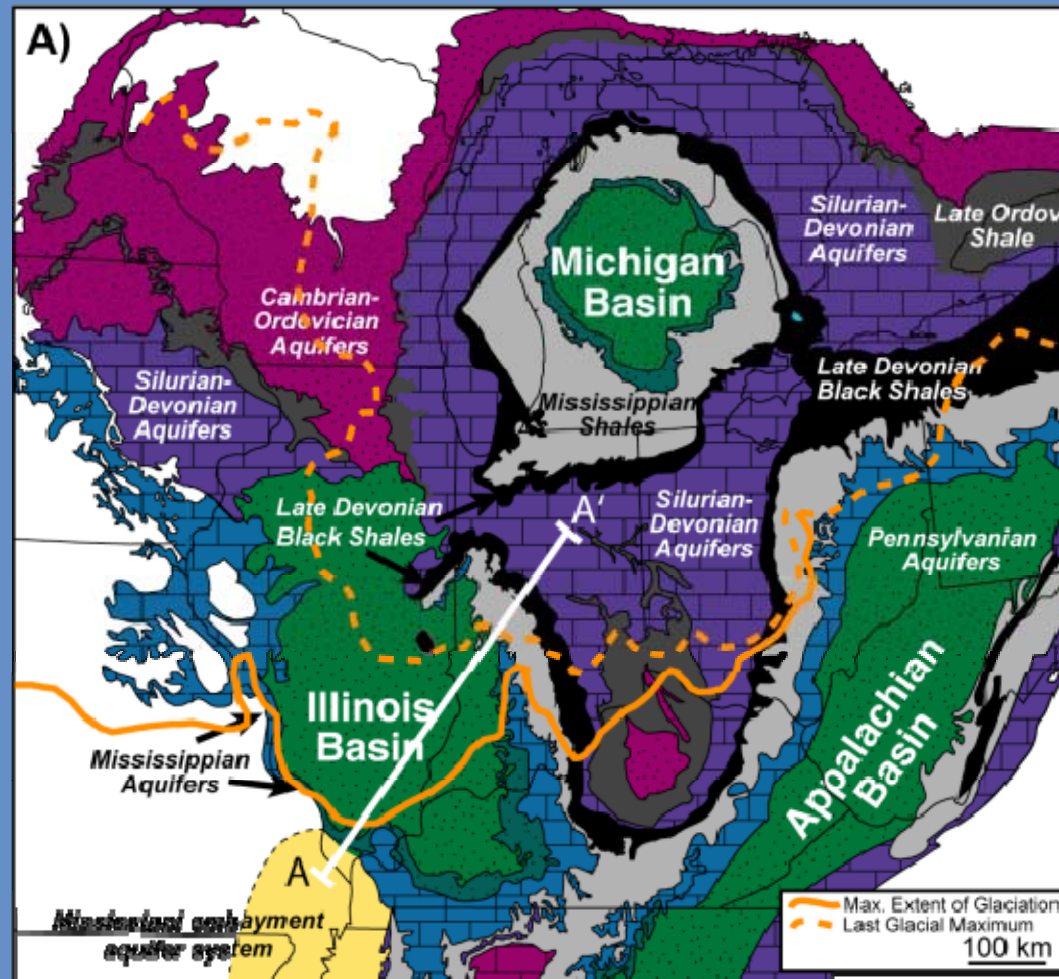 A)
Michigan
Basin
Silurian-
Devonian
Aquifers
Late Ordov
Shale
Cambrian-
Ordovician
Aquifers
Silurian-
Devonian
Aquifers
Late Devonian
Black Shales
Mississippian
Shales
Late Devonian
Black Shales
A'
Silurian-
Devonian
Aquifers
Pennsylvanian
Aquifers
Illinois
Basin
Mississippian
Aquifers
Appalachian
Basin
A
Mississippi embayment
aquifer system
Max. Extent of Glaciation
Last Glacial Maximum
100 km